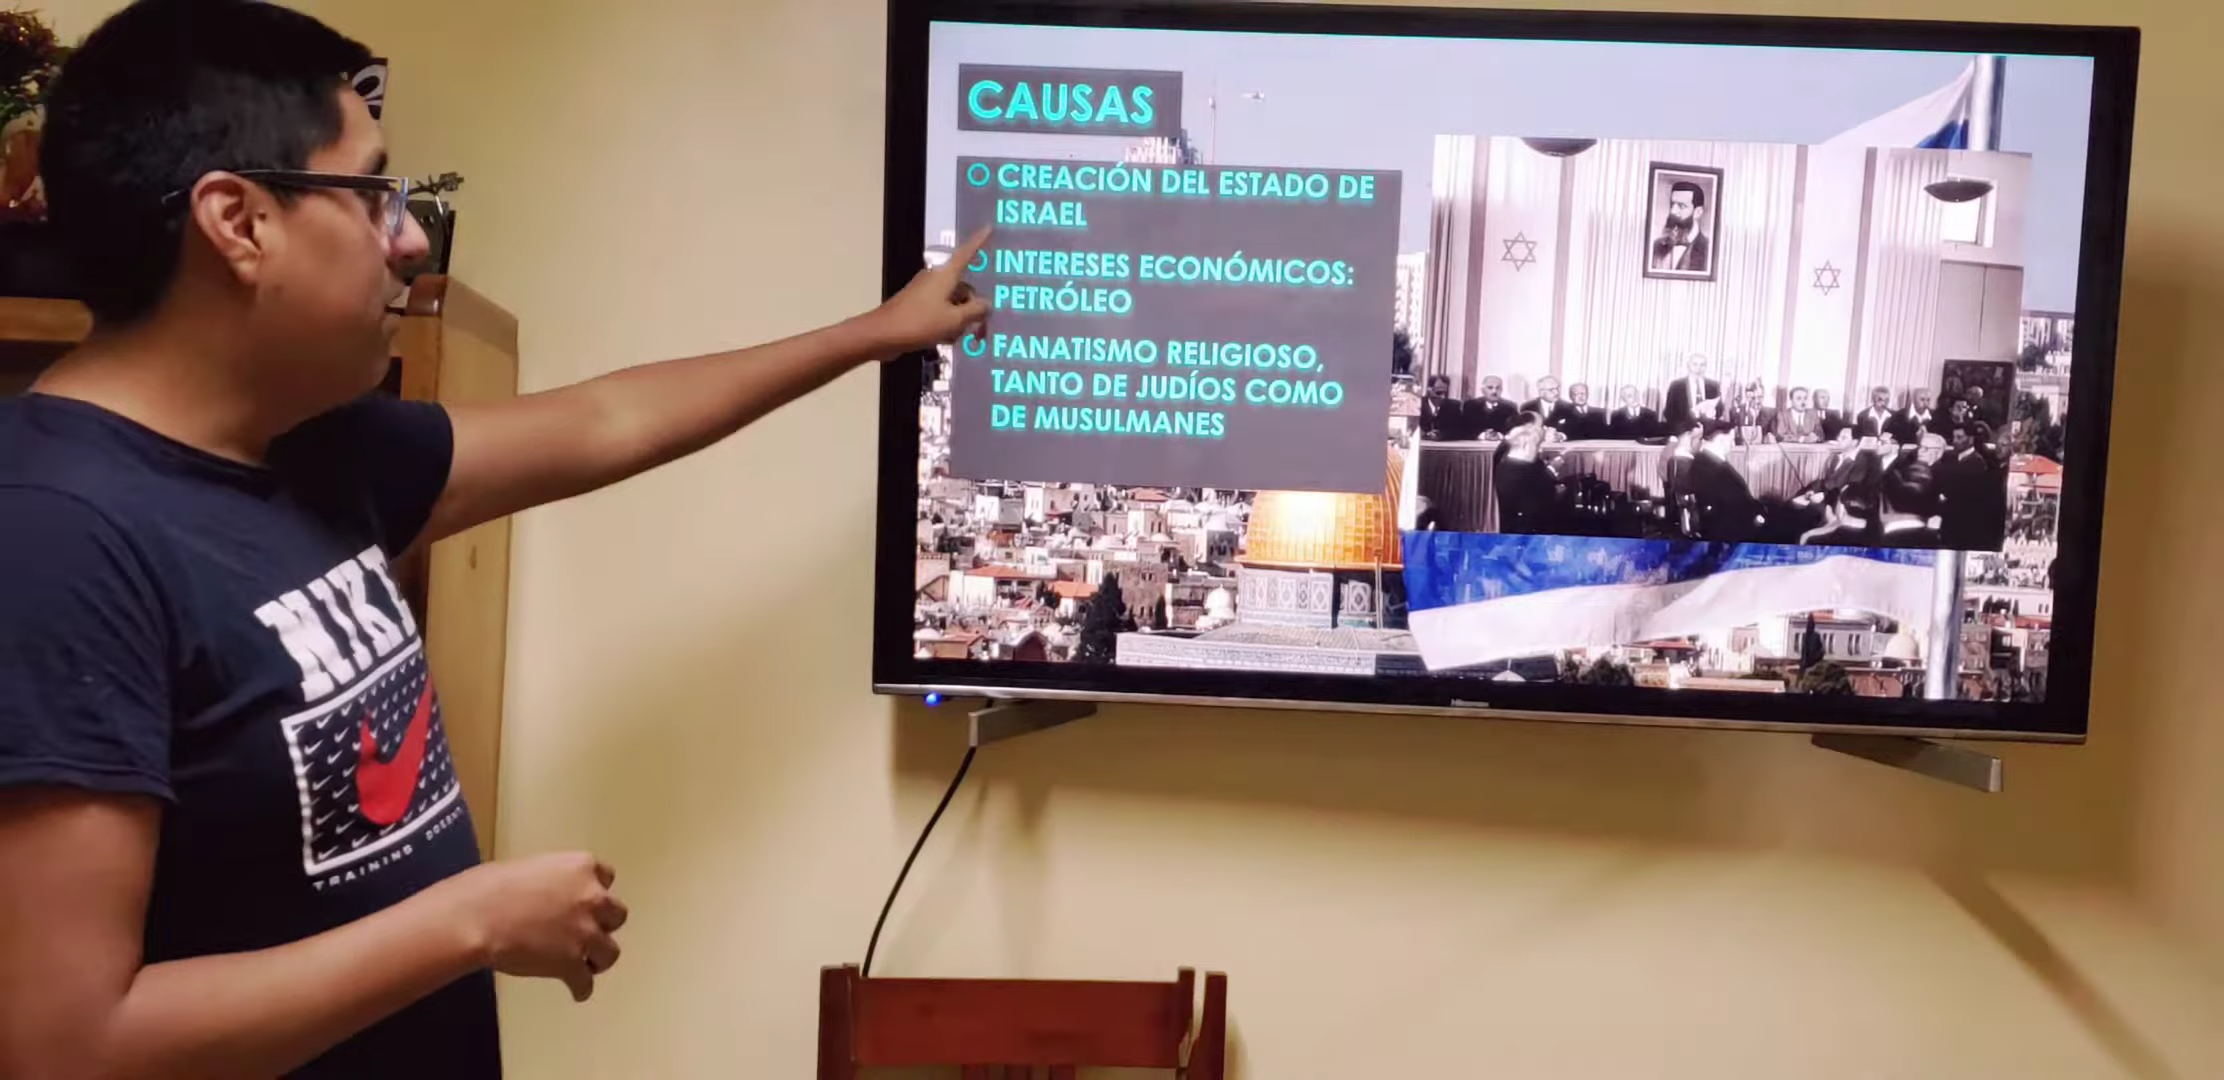 CAUSAS
CREACIÓN DEL ESTADO DE
ISRAEL
INTERESES ECONÓMICOS:
PETRÓLEO
FANATISMO RELIGIOSO,
TANTO DE JUDÍOS COMO
DE MUSULMANES
NIKE
TRAINING
Hisense